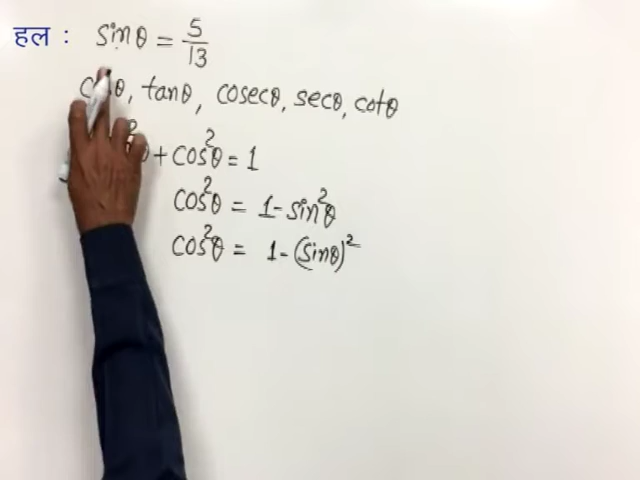 हल : sinθ = 5/13
tanθ, cosecθ, secθ, cotθ
+ cos²θ = 1
cos²θ = 1 - sin²θ
cos²θ = 1 - (sinθ)²